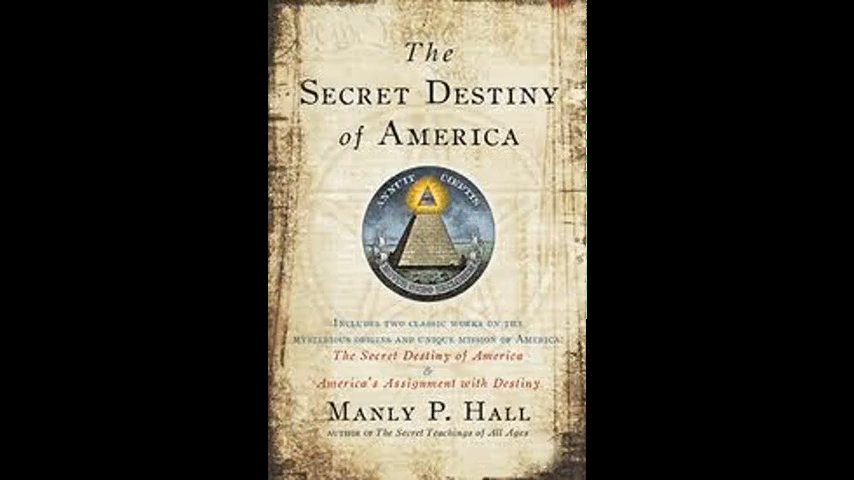 The
SECRET DESTINY
of AMERICA
ANNUIT CŒPTIS
INCLUDES TWO CLASSIC WORKS ON THE
MYSTERIOUS ORIGINS AND UNIQUE MISSION OF AMERICA:
The Secret Destiny of America
&
America's Assignment with Destiny
MANLY P. HALL
AUTHOR OF The Secret Teachings of All Ages